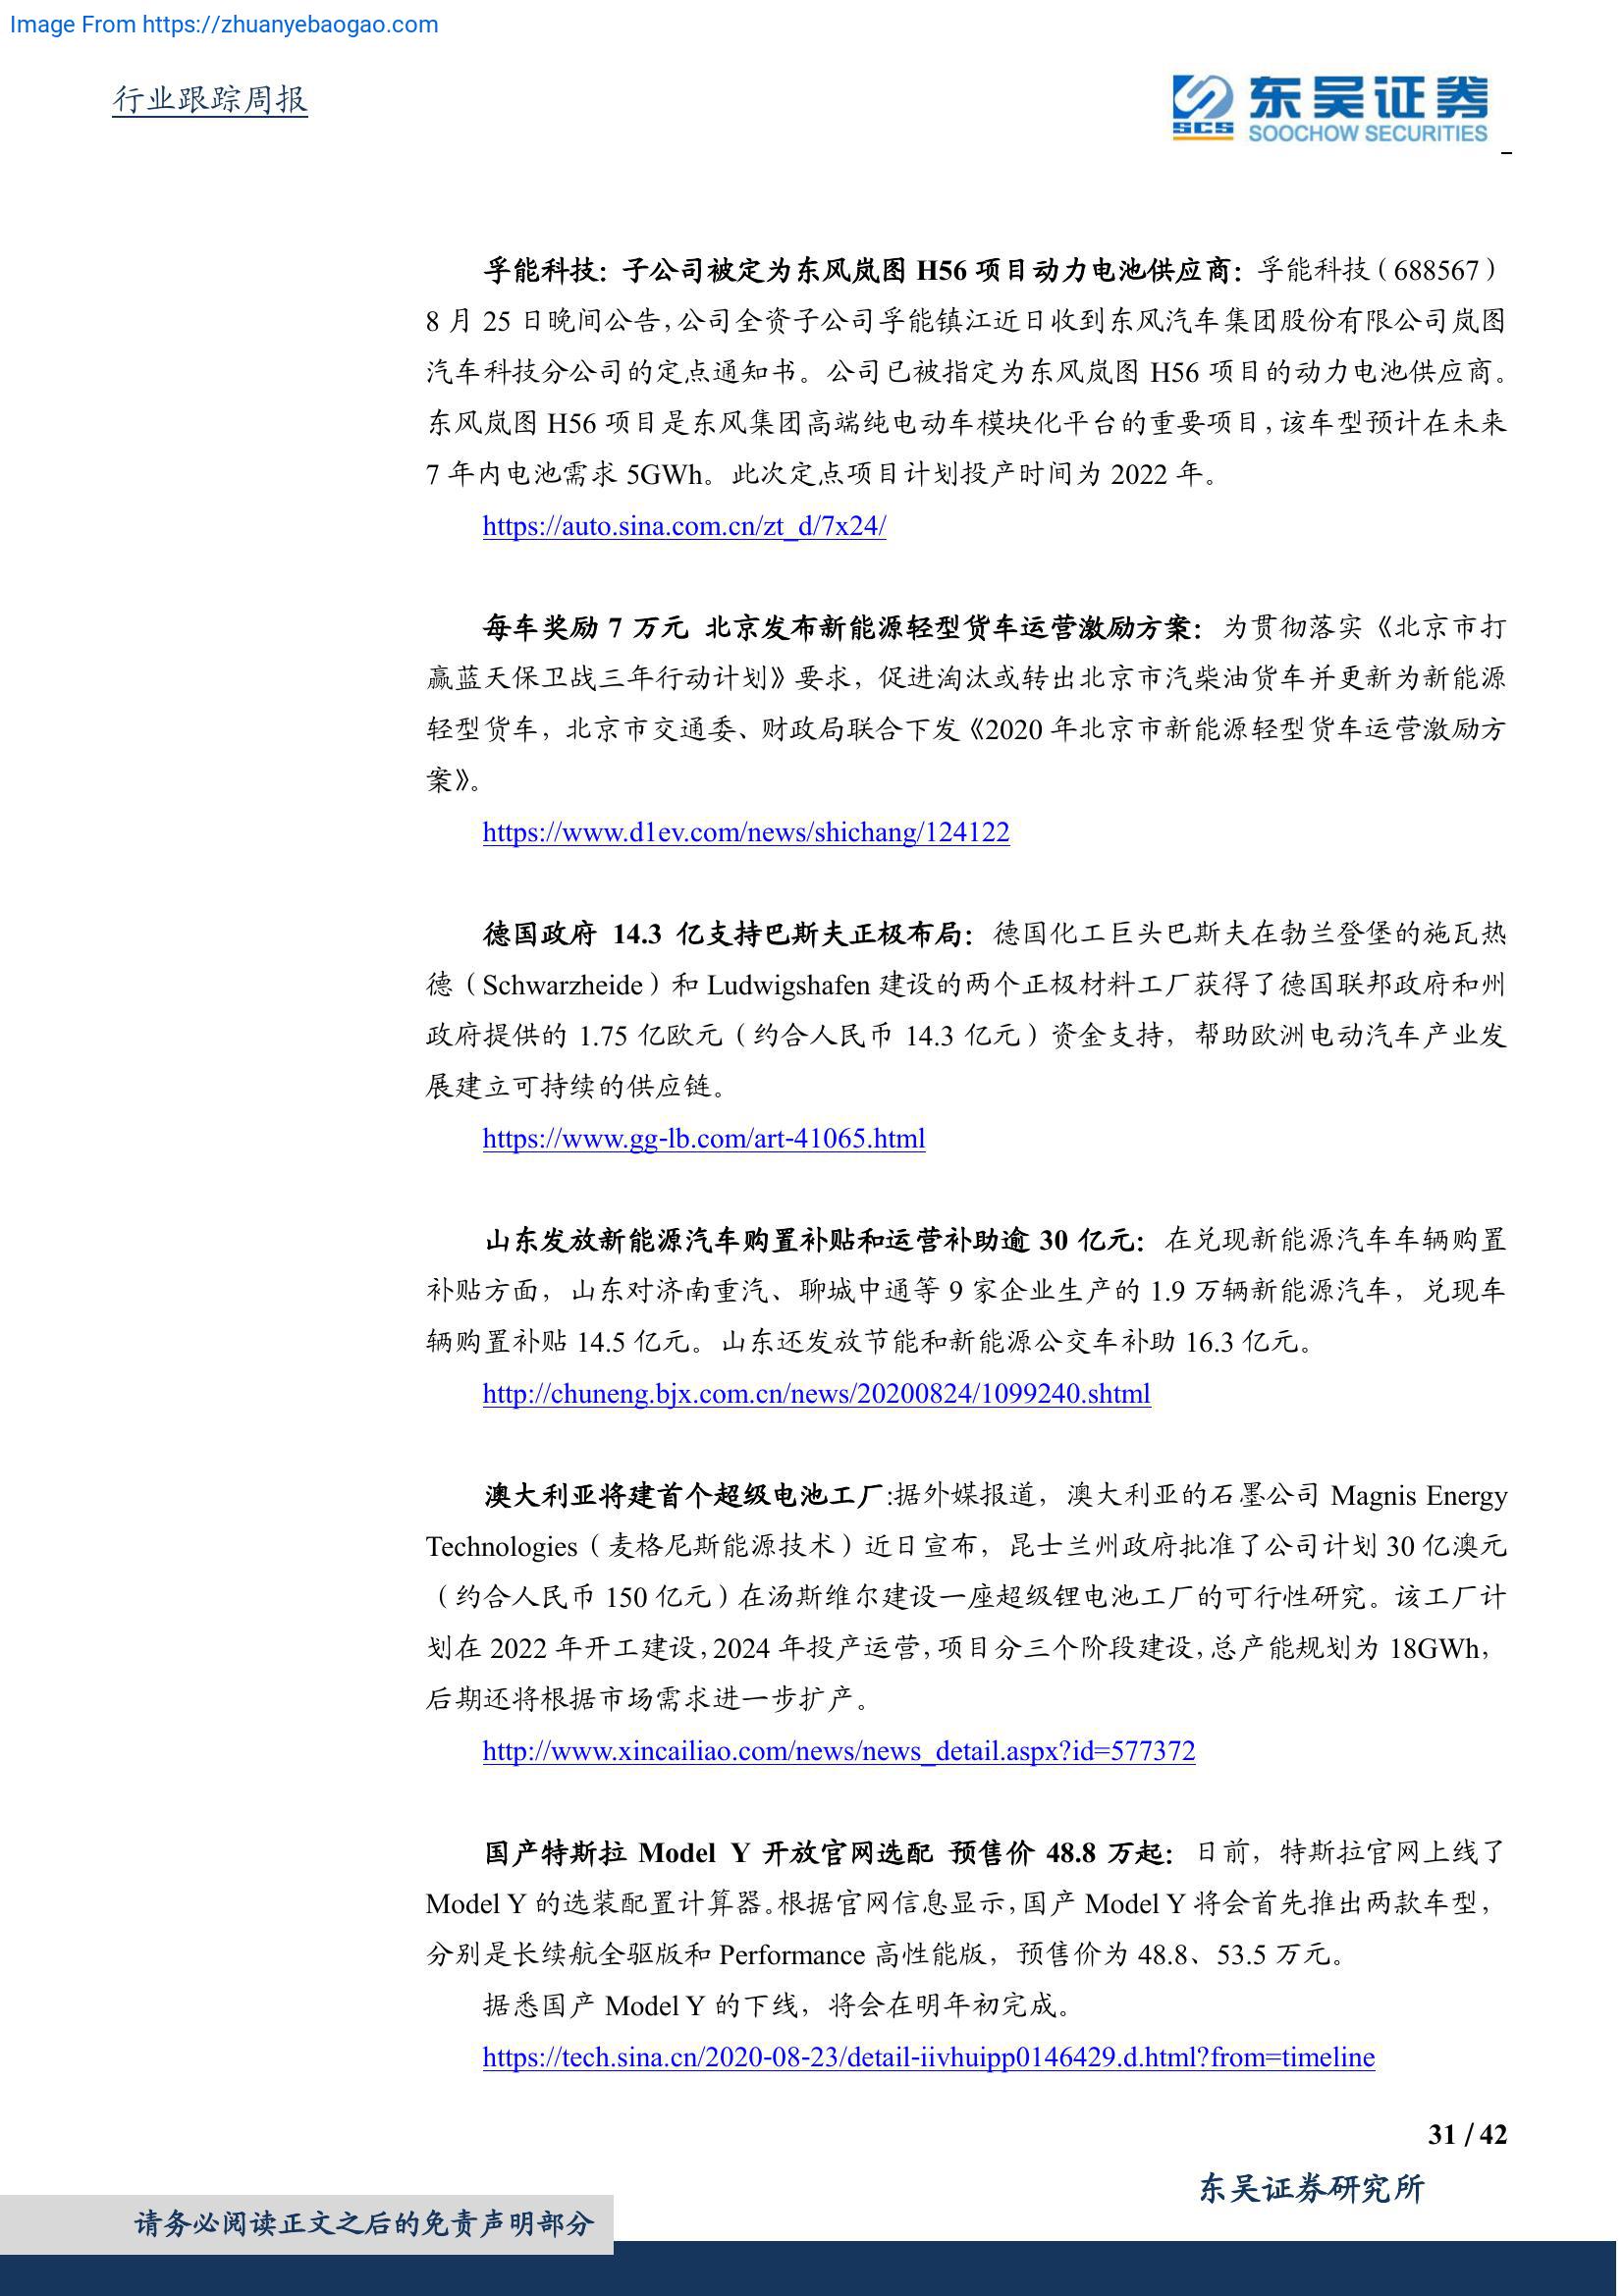 Image From https://zhuanyebaogao.com
行业跟踪周报
SCS 东吴证券
SOOCHOW SECURITIES
孚能科技：子公司被定为东风岚图 H56 项目动力电池供应商：孚能科技（688567）
8 月 25 日晚间公告，公司全资子公司孚能镇江近日收到东风汽车集团股份有限公司岚图
汽车科技分公司的定点通知书。公司已被指定为东风岚图 H56 项目的动力电池供应商。
东风岚图 H56 项目是东风集团高端纯电动车模块化平台的重要项目，该车型预计在未来
7 年内电池需求 5GWh。此次定点项目计划投产时间为 2022 年。
https://auto.sina.com.cn/zt_d/7x24/
每车奖励 7 万元 北京发布新能源轻型货车运营激励方案：为贯彻落实《北京市打
赢蓝天保卫战三年行动计划》要求，促进淘汰或转出北京市汽柴油货车并更新为新能源
轻型货车，北京市交通委、财政局联合下发《2020 年北京市新能源轻型货车运营激励方
案》。
https://www.d1ev.com/news/shichang/124122
德国政府 14.3 亿支持巴斯夫正极布局：德国化工巨头巴斯夫在勃兰登堡的施瓦热
德（Schwarzheide）和 Ludwigshafen 建设的两个正极材料工厂获得了德国联邦政府和州
政府提供的 1.75 亿欧元（约合人民币 14.3 亿元）资金支持，帮助欧洲电动汽车产业发
展建立可持续的供应链。
https://www.gg-lb.com/art-41065.html
山东发放新能源汽车购置补贴和运营补助逾 30 亿元：在兑现新能源汽车车辆购置
补贴方面，山东对济南重汽、聊城中通等 9 家企业生产的 1.9 万辆新能源汽车，兑现车
辆购置补贴 14.5 亿元。山东还发放节能和新能源公交车补助 16.3 亿元。
http://chuneng.bjx.com.cn/news/20200824/1099240.shtml
澳大利亚将建首个超级电池工厂:据外媒报道，澳大利亚的石墨公司 Magnis Energy
Technologies（麦格尼斯能源技术）近日宣布，昆士兰州政府批准了公司计划 30 亿澳元
（约合人民币 150 亿元）在汤斯维尔建设一座超级锂电池工厂的可行性研究。该工厂计
划在 2022 年开工建设，2024 年投产运营，项目分三个阶段建设，总产能规划为 18GWh，
后期还将根据市场需求进一步扩产。
http://www.xincailiao.com/news/news_detail.aspx?id=577372
国产特斯拉 Model Y 开放官网选配 预售价 48.8 万起：日前，特斯拉官网上线了
Model Y 的选装配置计算器。根据官网信息显示，国产 Model Y 将会首先推出两款车型，
分别是长续航全驱版和 Performance 高性能版，预售价为 48.8、53.5 万元。
据悉国产 Model Y 的下线，将会在明年初完成。
https://tech.sina.cn/2020-08-23/detail-iivhuipp0146429.d.html?from=timeline
31 / 42
东吴证券研究所
请务必阅读正文之后的免责声明部分